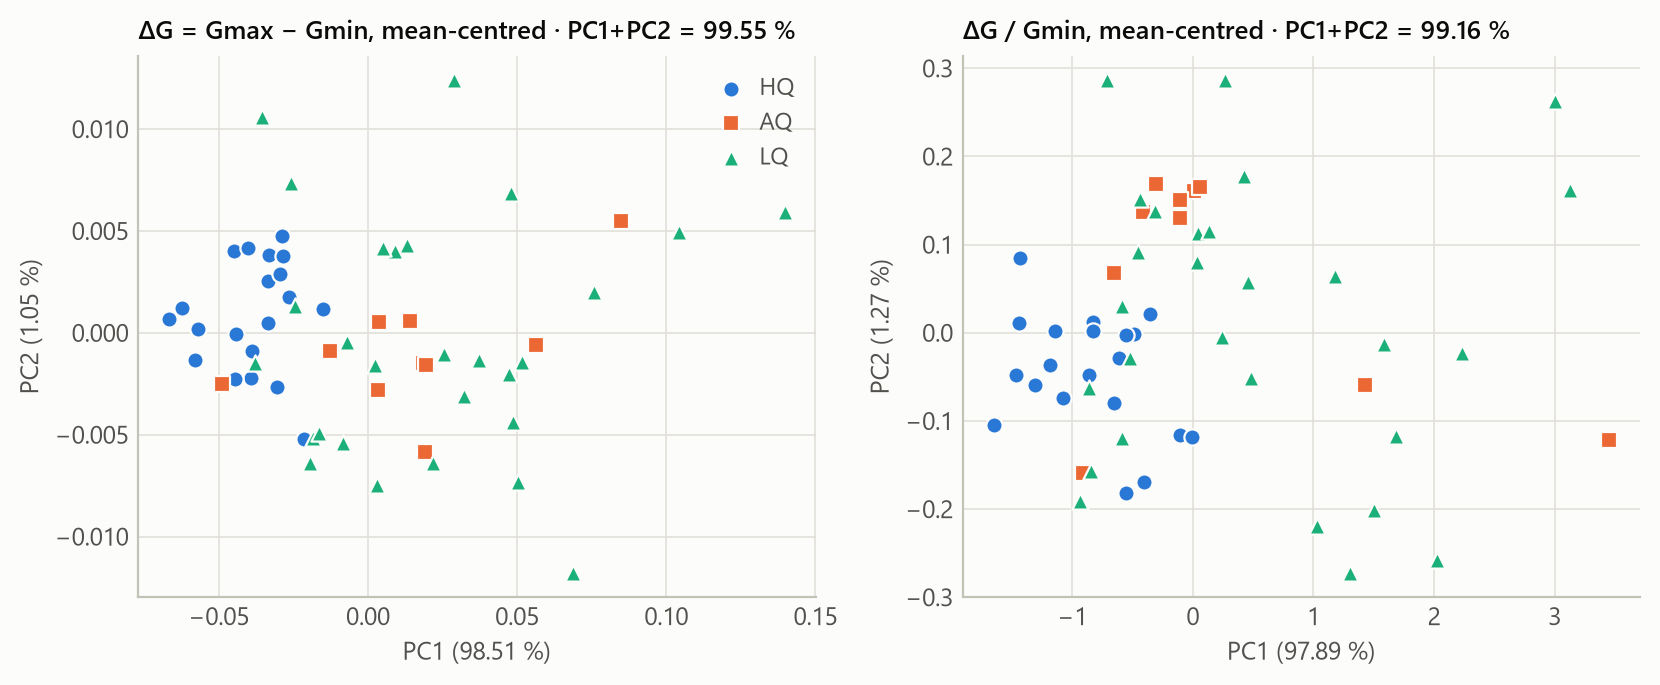 ΔG = Gmax − Gmin, mean-centred · PC1+PC2 = 99.55 %
HQ
AQ
LQ
0.010
0.005
0.000
−0.005
−0.010
PC2 (1.05 %)
−0.05
0.00
0.05
0.10
0.15
PC1 (98.51 %)
ΔG / Gmin, mean-centred · PC1+PC2 = 99.16 %
0.3
0.2
0.1
0.0
−0.1
−0.2
−0.3
PC2 (1.27 %)
−1
0
1
2
3
PC1 (97.89 %)